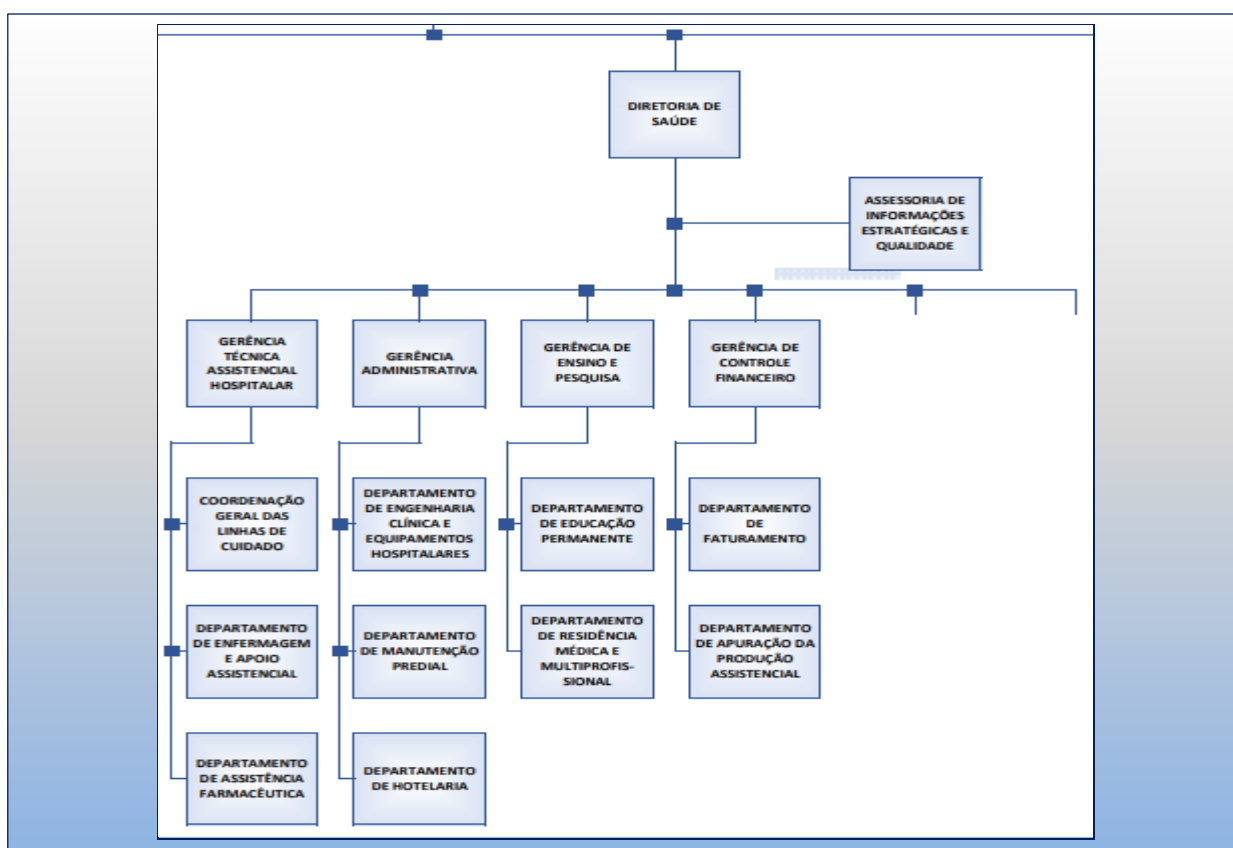 DIRETORIA DE
SAÚDE
ASSESSORIA DE
INFORMAÇÕES
ESTRATÉGICAS E
QUALIDADE
GERÊNCIA
TÉCNICA
ASSISTENCIAL
HOSPITALAR
GERÊNCIA
ADMINISTRATIVA
GERÊNCIA DE
ENSINO E
PESQUISA
GERÊNCIA DE
CONTROLE
FINANCEIRO
COORDENAÇÃO
GERAL DAS
LINHAS DE
CUIDADO
DEPARTAMENTO
DE ENGENHARIA
CLÍNICA E
EQUIPAMENTOS
HOSPITALARES
DEPARTAMENTO
DE EDUCAÇÃO
PERMANENTE
DEPARTAMENTO
DE
FATURAMENTO
DEPARTAMENTO
DE ENFERMAGEM
E APOIO
ASSISTENCIAL
DEPARTAMENTO
DE MANUTENÇÃO
PREDIAL
DEPARTAMENTO
DE RESIDÊNCIA
MÉDICA E
MULTIPROFIS-
SIONAL
DEPARTAMENTO
DE APURAÇÃO DA
PRODUÇÃO
ASSISTENCIAL
DEPARTAMENTO
DE ASSISTÊNCIA
FARMACÊUTICA
DEPARTAMENTO
DE HOTELARIA